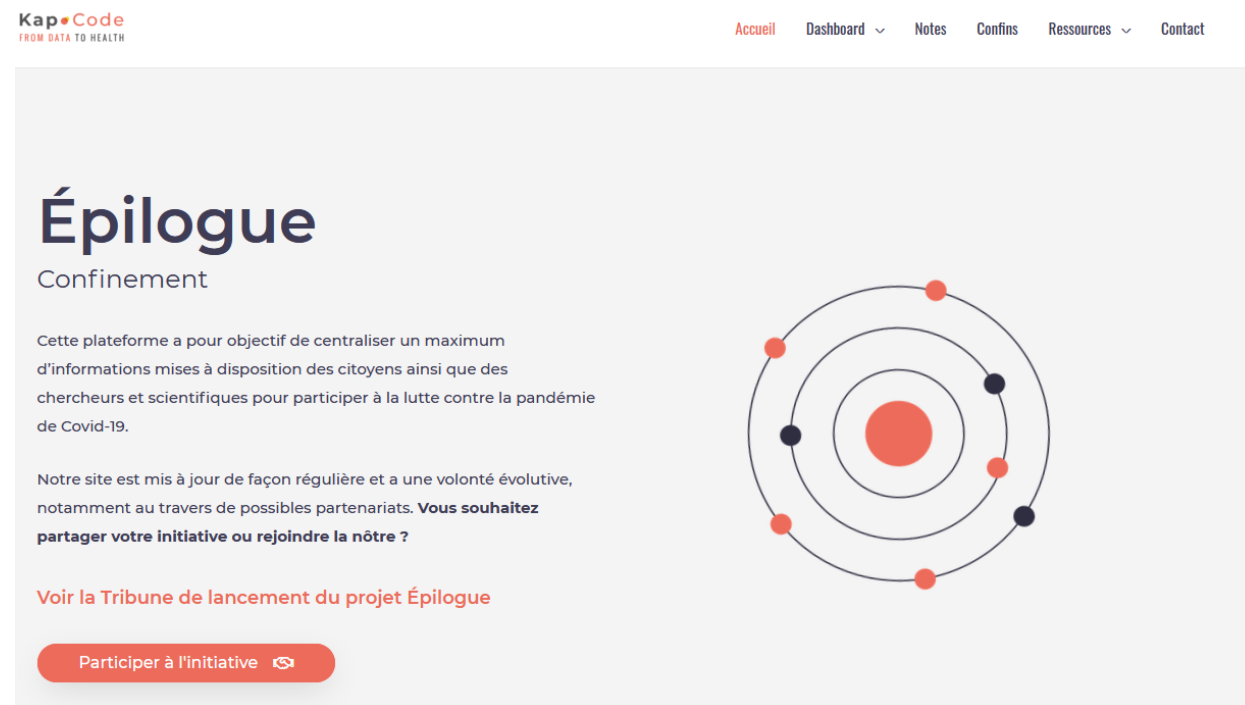 Kap Code
FROM DATA TO HEALTH
Accueil
Dashboard
Notes
Confins
Ressources
Contact
Épilogue
Confinement
Cette plateforme a pour objectif de centraliser un maximum
d'informations mises à disposition des citoyens ainsi que des
chercheurs et scientifiques pour participer à la lutte contre la pandémie
de Covid-19.
Notre site est mis à jour de façon régulière et a une volonté évolutive,
notamment au travers de possibles partenariats. Vous souhaitez
partager votre initiative ou rejoindre la nôtre ?
Voir la Tribune de lancement du projet Épilogue
Participer à l'initiative